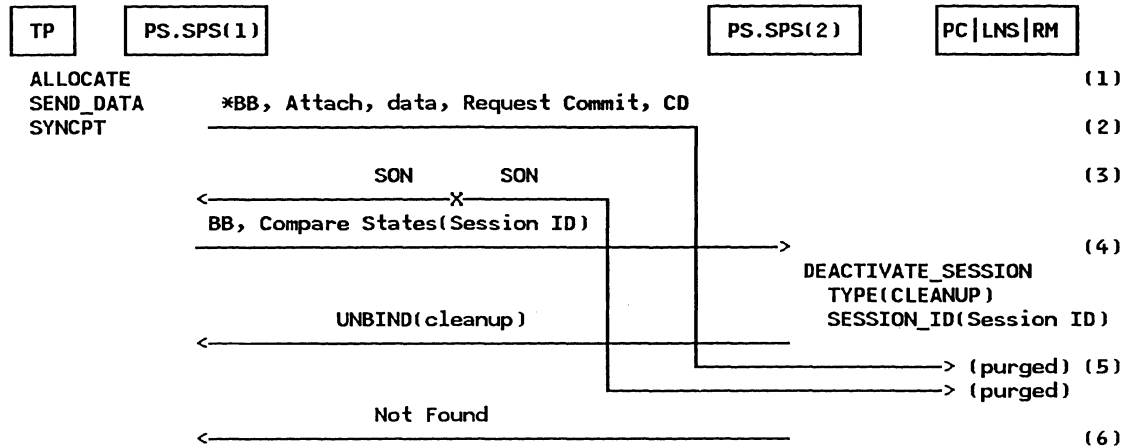 TP PS.SPS(1) PS.SPS(2) PC|LNS|RM
ALLOCATE (1)
SEND_DATA *BB, Attach, data, Request Commit, CD
SYNCPT (2)
SON SON (3)
X
BB, Compare States(Session ID)
(4)
DEACTIVATE_SESSION
TYPE(CLEANUP)
UNBIND(cleanup) SESSION_ID(Session ID)
(purged) (5)
(purged)
Not Found
(6)